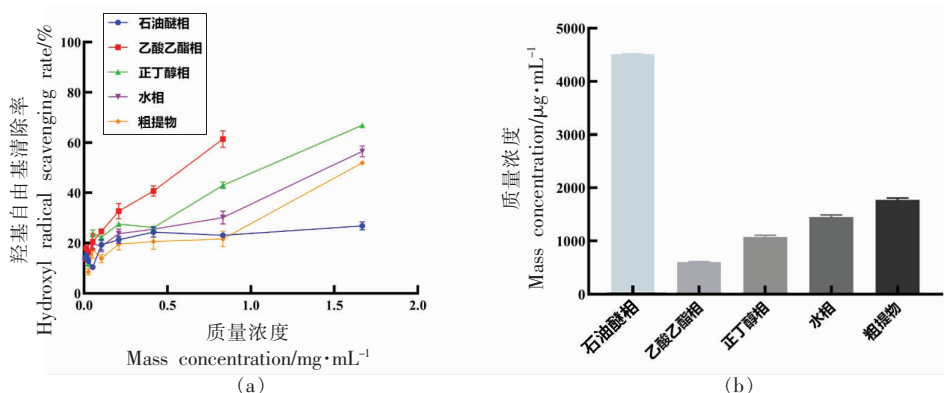 石油醚相
乙酸乙酯相
正丁醇相
水相
粗提物
羟基自由基清除率
Hydroxyl radical scavenging rate/%
100
80
60
40
20
0
0.0 0.5 1.0 1.5 2.0
质量浓度
Mass concentration/mg·mL⁻¹
(a)
质量浓度
Mass concentration/μg·mL⁻¹
5000
4000
3000
2000
1000
0
石油醚相
乙酸乙酯相
正丁醇相
水相
粗提物
(b)